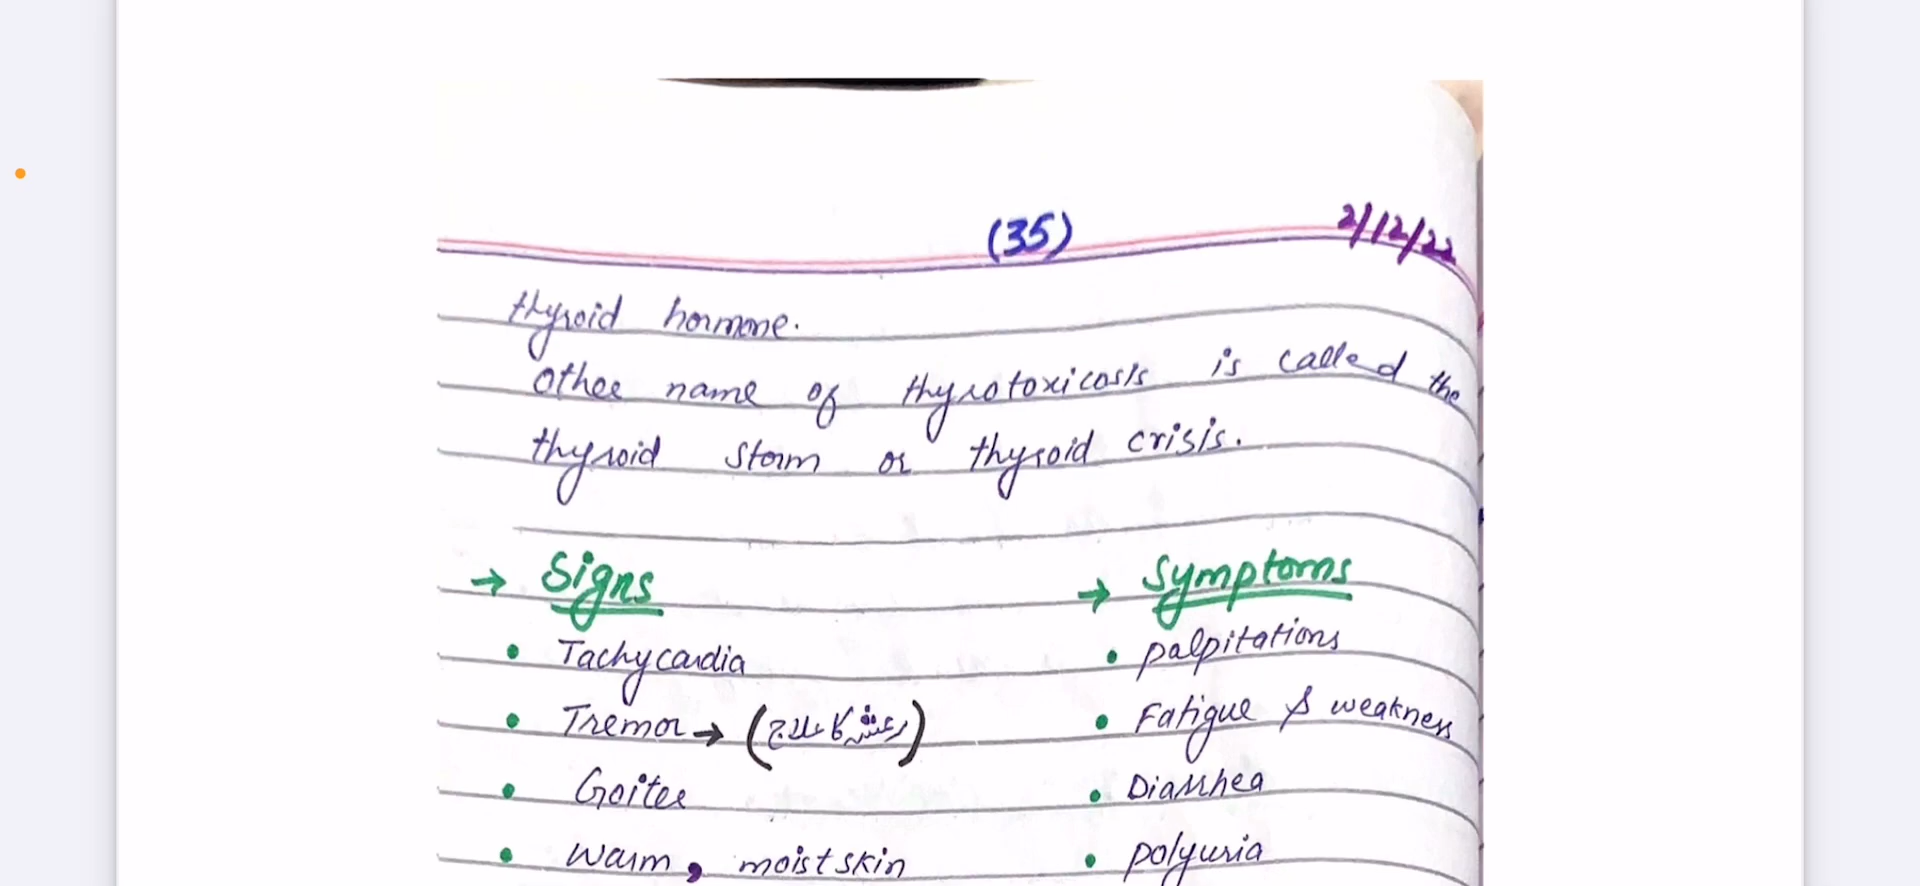 (35)
2/12/22
thyroid hormone.
Other name of thyrotoxicosis is called the
thyroid storm or thyroid crisis.
→ Signs
• Tachycardia
• Tremor → (رعشہ کا علاج)
• Goiter
• Warm, moist skin
→ Symptoms
• palpitations
• Fatigue & weakness
• Diarrhea
• polyuria